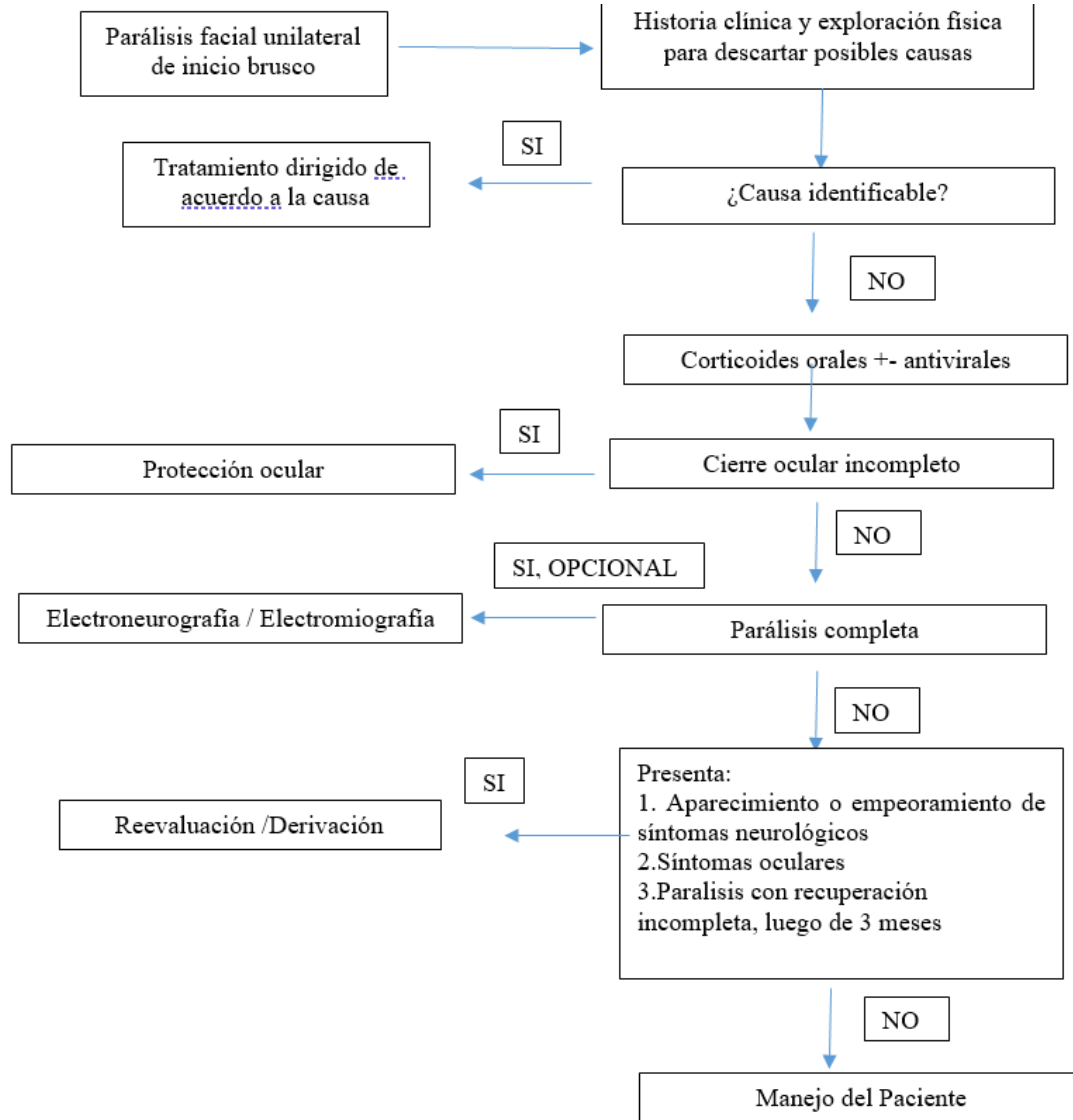 Parálisis facial unilateral
de inicio brusco
Historia clínica y exploración física
para descartar posibles causas
SI
Tratamiento dirigido de
acuerdo a la causa
¿Causa identificable?
NO
Corticoides orales +- antivirales
SI
Protección ocular
Cierre ocular incompleto
NO
SI, OPCIONAL
Electroneurografía / Electromiografía
Parálisis completa
NO
SI
Reevaluación /Derivación
Presenta:
1. Aparecimiento o empeoramiento de
síntomas neurológicos
2.Síntomas oculares
3.Paralisis con recuperación
incompleta, luego de 3 meses
NO
Manejo del Paciente